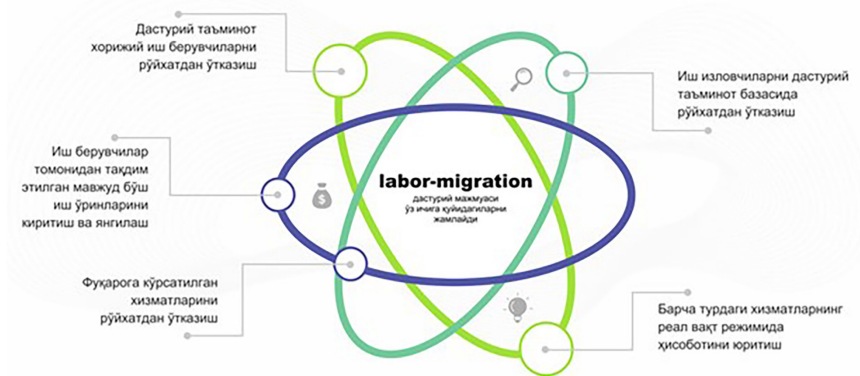 Дастурий таъминот
хорижий иш берувчиларни
рўйхатдан ўтказиш
Иш изловчиларни дастурий
таъминот базасида
рўйхатдан ўтказиш
Иш берувчилар
томонидан тақдим
этилган мавжуд бўш
иш ўринларини
киритиш ва янгилаш
labor-migration
дастурий мажмуаси
ўз ичига қуйидагиларни
жамлайди
$
Фуқарога кўрсатилган
хизматларини
рўйхатдан ўтказиш
Барча турдаги хизматларнинг
реал вақт режимида
ҳисоботини юритиш